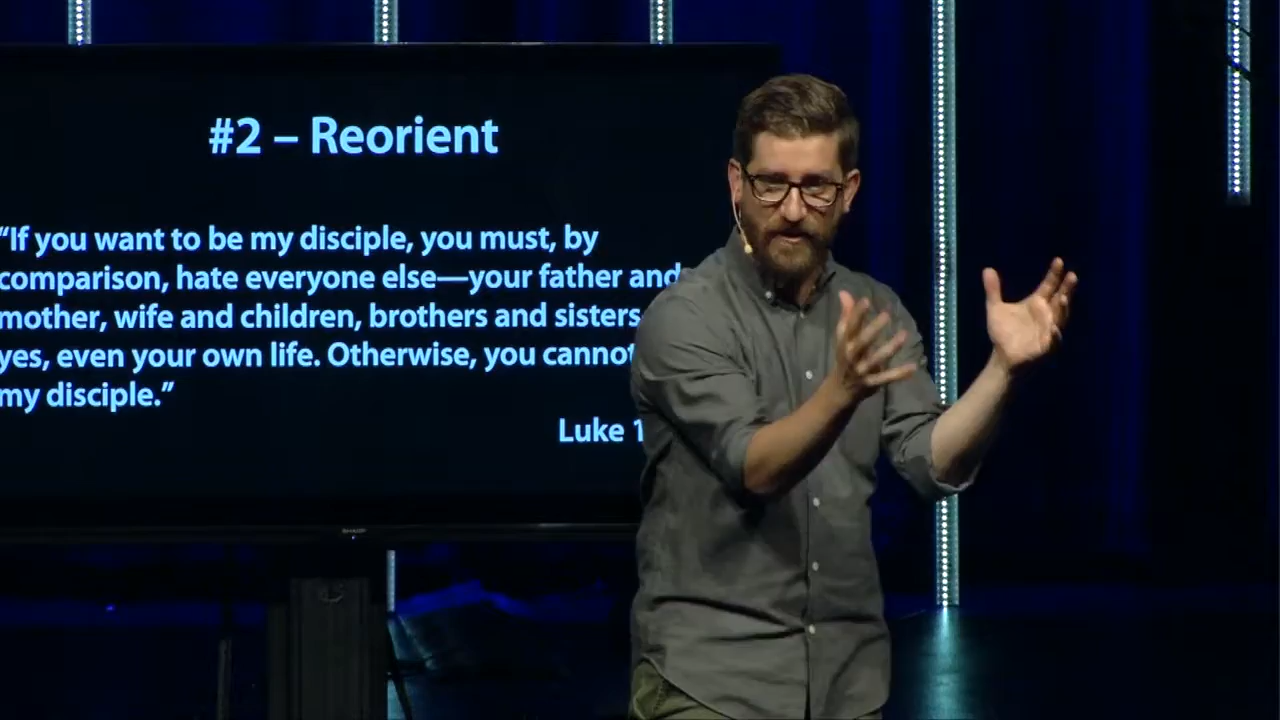 #2 – Reorient
“If you want to be my disciple, you must, by
comparison, hate everyone else—your father and
mother, wife and children, brothers and sisters
yes, even your own life. Otherwise, you cannot
my disciple.”
Luke 1